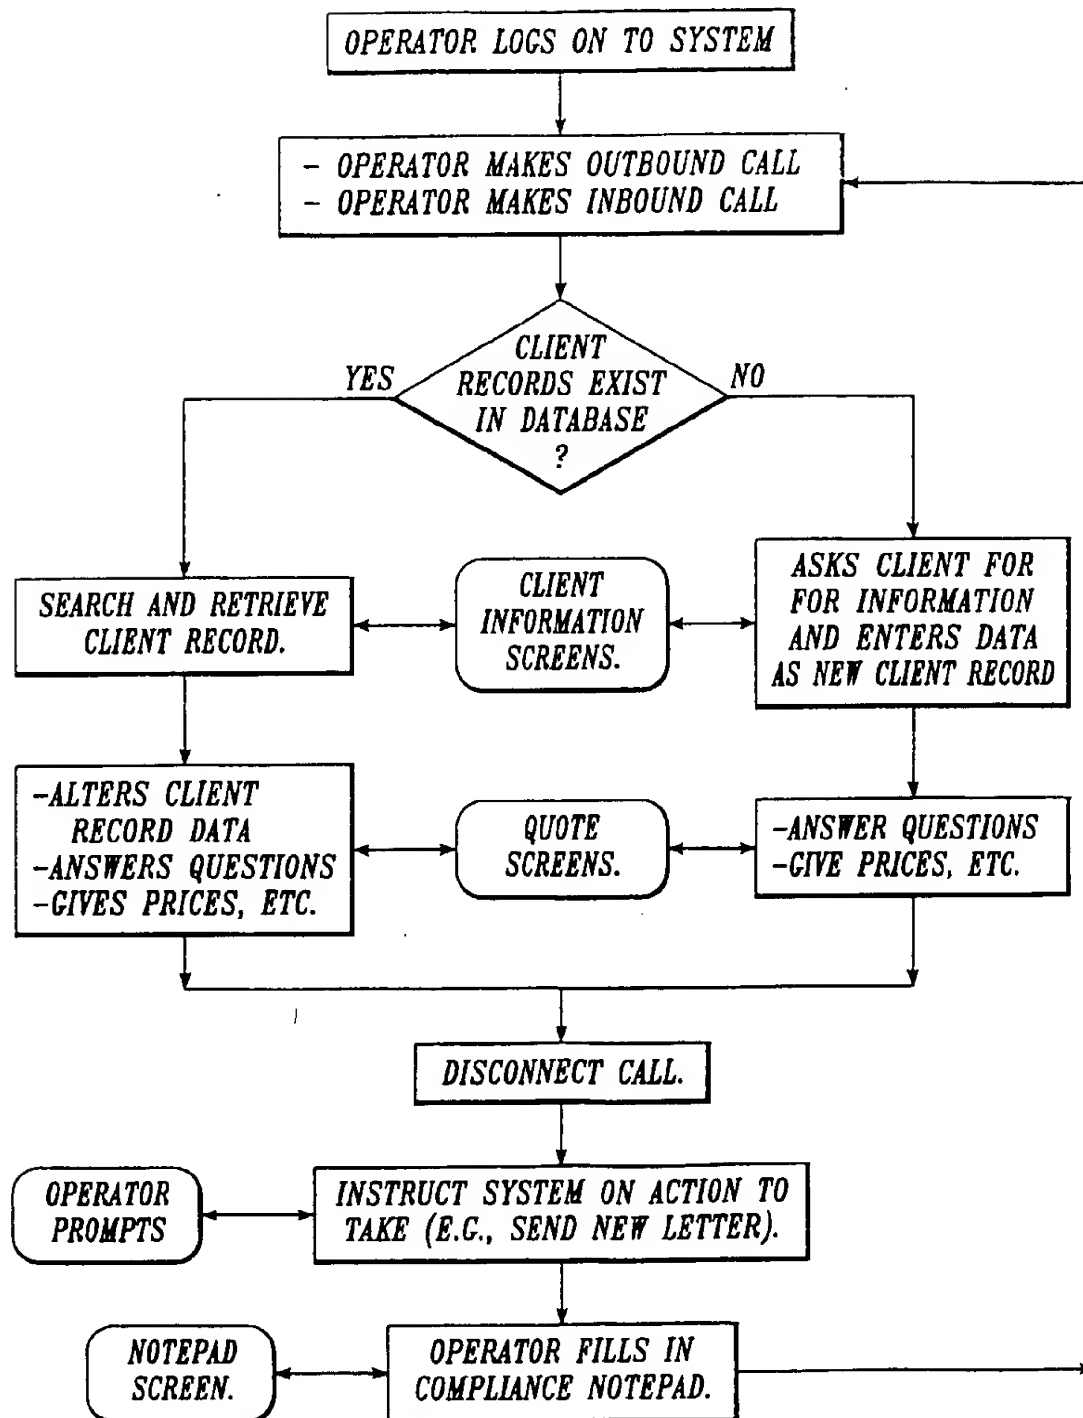 OPERATOR LOGS ON TO SYSTEM
- OPERATOR MAKES OUTBOUND CALL
- OPERATOR MAKES INBOUND CALL
CLIENT
RECORDS EXIST
IN DATABASE
?
YES
NO
SEARCH AND RETRIEVE
CLIENT RECORD.
CLIENT
INFORMATION
SCREENS.
ASKS CLIENT FOR
FOR INFORMATION
AND ENTERS DATA
AS NEW CLIENT RECORD
-ALTERS CLIENT
RECORD DATA
-ANSWERS QUESTIONS
-GIVES PRICES, ETC.
QUOTE
SCREENS.
-ANSWER QUESTIONS
-GIVE PRICES, ETC.
DISCONNECT CALL.
OPERATOR
PROMPTS
INSTRUCT SYSTEM ON ACTION TO
TAKE (E.G., SEND NEW LETTER).
NOTEPAD
SCREEN.
OPERATOR FILLS IN
COMPLIANCE NOTEPAD.